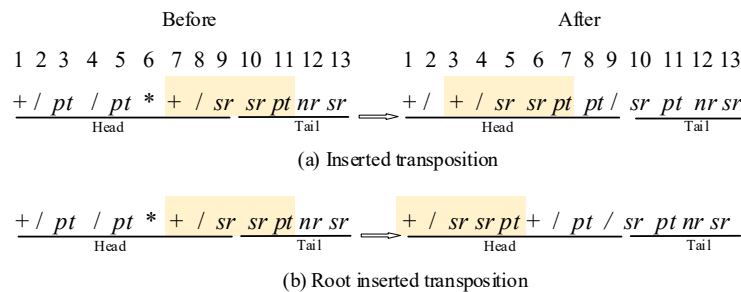 Before After
1 2 3 4 5 6 7 8 9 10 11 12 13 1 2 3 4 5 6 7 8 9 10 11 12 13
+ / pt / pt * + / sr sr pt nr sr + / + / sr sr pt pt / sr pt nr sr
Head Tail Head Tail
(a) Inserted transposition
+ / pt / pt * + / sr sr pt nr sr + / sr sr pt + / pt / sr pt nr sr
Head Tail Head Tail
(b) Root inserted transposition